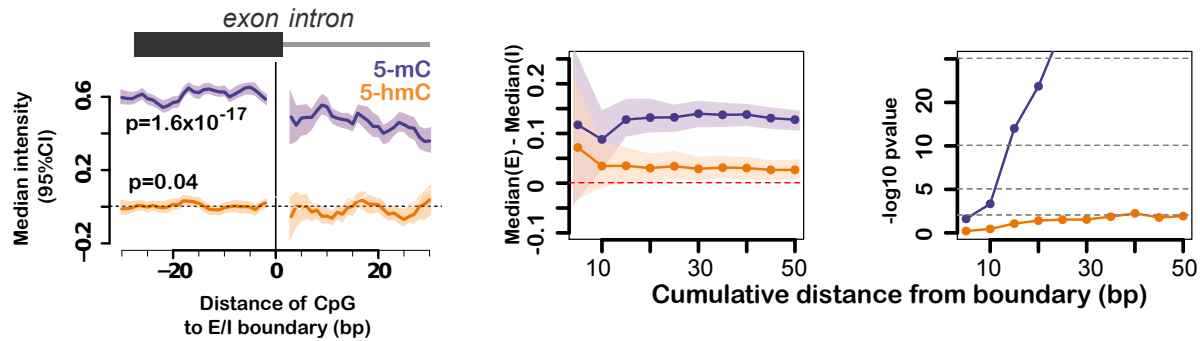 exon intron
5-mC
5-hmC
p=1.6x10^-17
p=0.04
Median intensity
(95%CI)
0.6
0.2
−0.2
−20
0
20
Distance of CpG
to E/I boundary (bp)
Median(E) - Median(I)
0.2
0.1
0
-0.1
10
30
50
-log10 pvalue
20
10
5
0
10
30
50
Cumulative distance from boundary (bp)